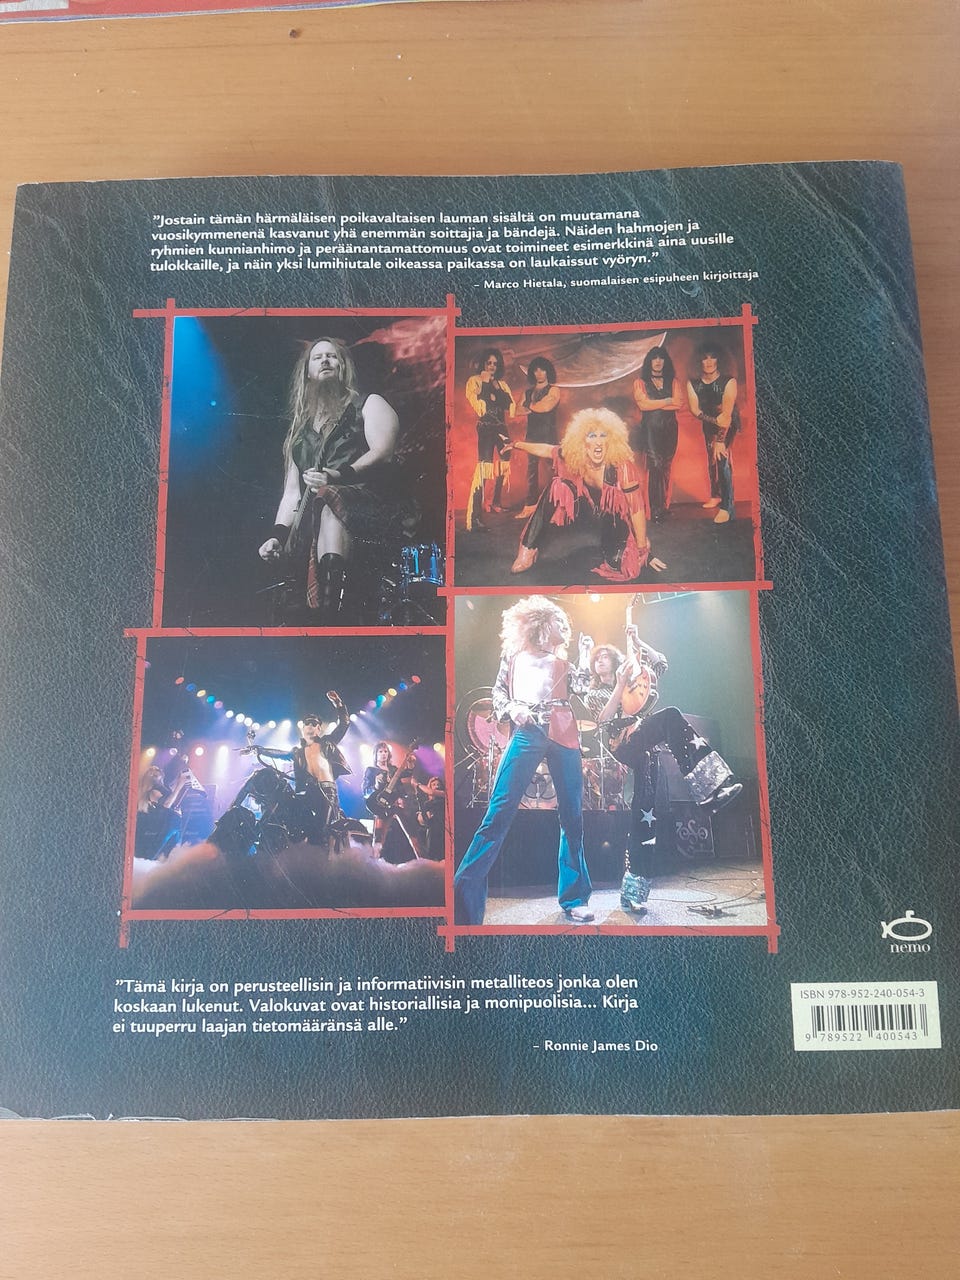 ”Jostain tämän härmäläisen poikavaltaisen lauman sisältä on muutamana
vuosikymmenenä kasvanut yhä enemmän soittajia ja bändejä. Näiden hahmojen ja
ryhmien kunnianhimo ja peräänantamattomuus ovat toimineet esimerkkinä aina uusille
tulokkaille, ja näin yksi lumihiutale oikeassa paikassa on laukaissut vyöryn.”
– Marco Hietala, suomalaisen esipuheen kirjoittaja
nemo
”Tämä kirja on perusteellisin ja informatiivisin metalliteos jonka olen
koskaan lukenut. Valokuvat ovat historiallisia ja monipuolisia... Kirja
ei tuuperru laajan tietomääränsä alle.”
– Ronnie James Dio
ISBN 978-952-240-054-3
9 789522 400543